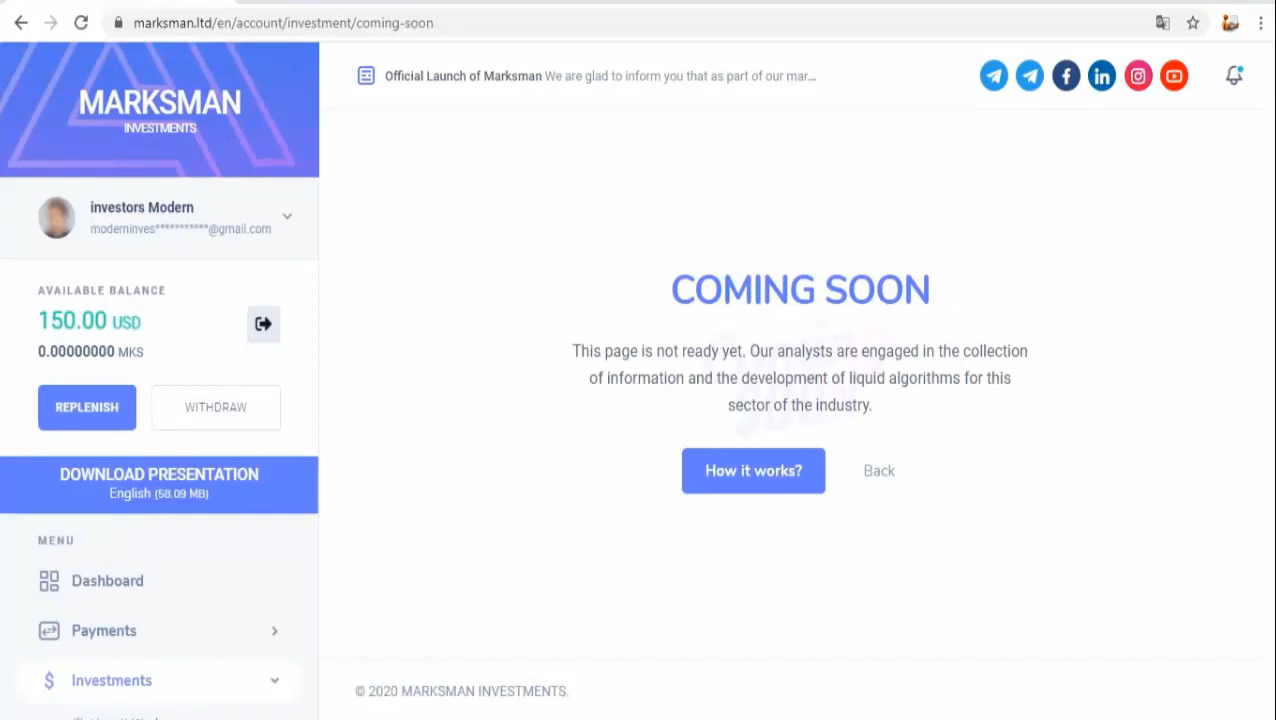 marksman.ltd/en/account/investment/coming-soon
MARKSMAN
INVESTMENTS
Official Launch of Marksman We are glad to inform you that as part of our mar...
investors Modern
moderninves***********@gmail.com
AVAILABLE BALANCE
150.00 USD
0.00000000 MKS
REPLENISH
WITHDRAW
DOWNLOAD PRESENTATION
English (58.09 MB)
MENU
Dashboard
Payments
Investments
COMING SOON
This page is not ready yet. Our analysts are engaged in the collection
of information and the development of liquid algorithms for this
sector of the industry.
How it works?
Back
© 2020 MARKSMAN INVESTMENTS.